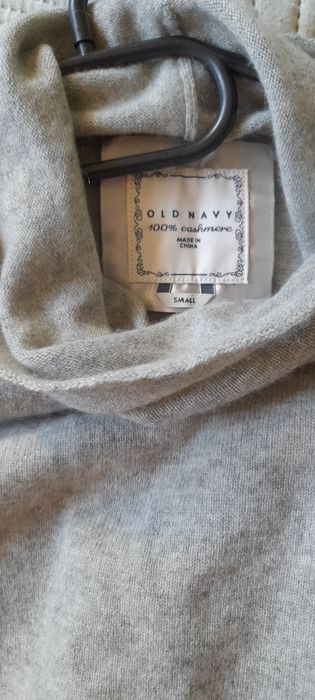 OLD NAVY
100% cashmere
MADE IN
CHINA
SMALL